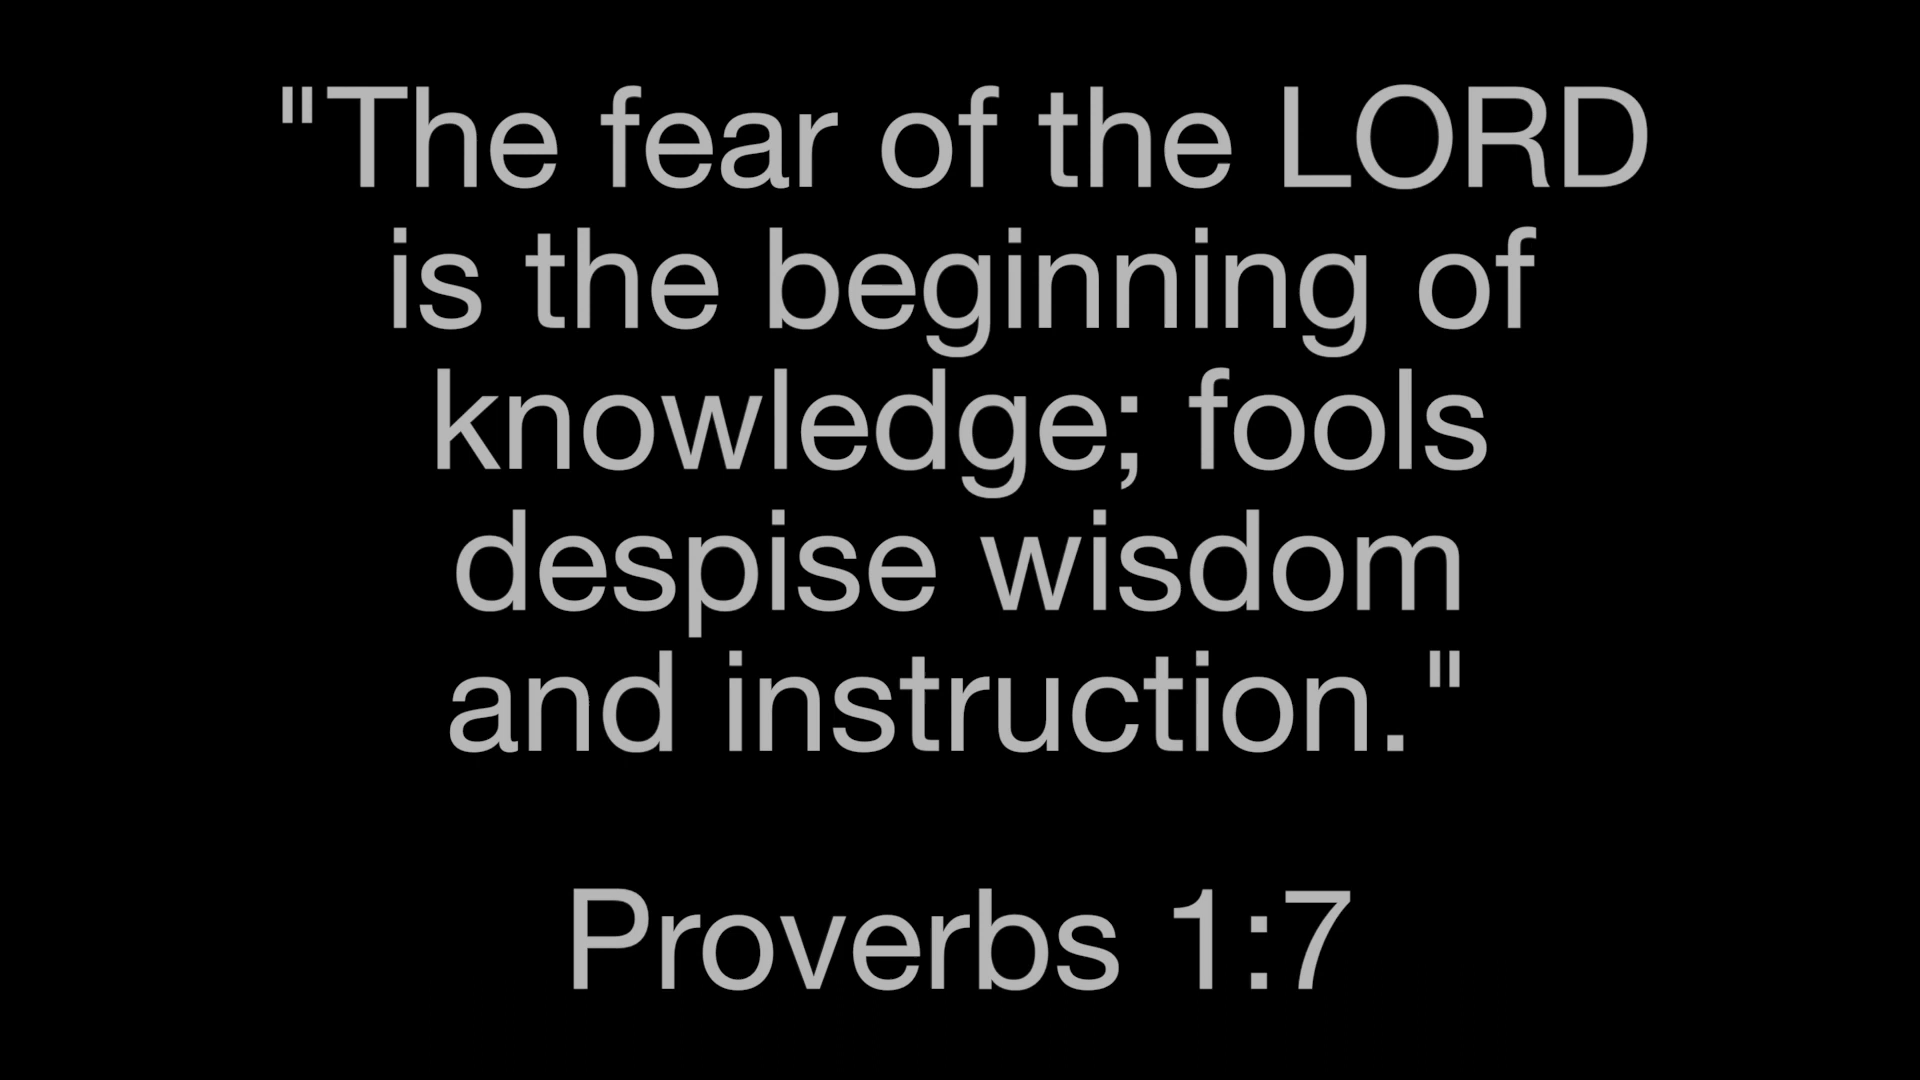 "The fear of the LORD
is the beginning of
knowledge; fools
despise wisdom
and instruction."
Proverbs 1:7